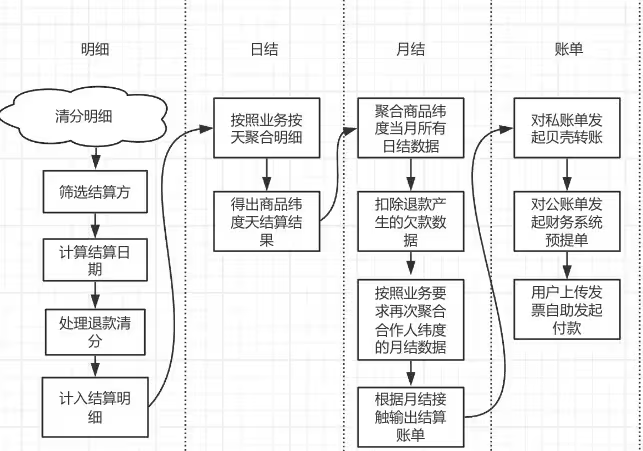 明细
清分明细
筛选结算方
计算结算日
期
处理退款清
分
计入结算明
细
日结
按照业务按
天聚合明细
得出商品纬
度天结算结
果
月结
聚合商品纬
度当月所有
日结数据
扣除退款产
生的欠款数
据
按照业务要
求再次聚合
合作人纬度
的月结数据
根据月结接
触输出结算
账单
账单
对私账单发
起贝壳转账
对公账单发
起财务系统
预提单
用户上传发
票自助发起
付款